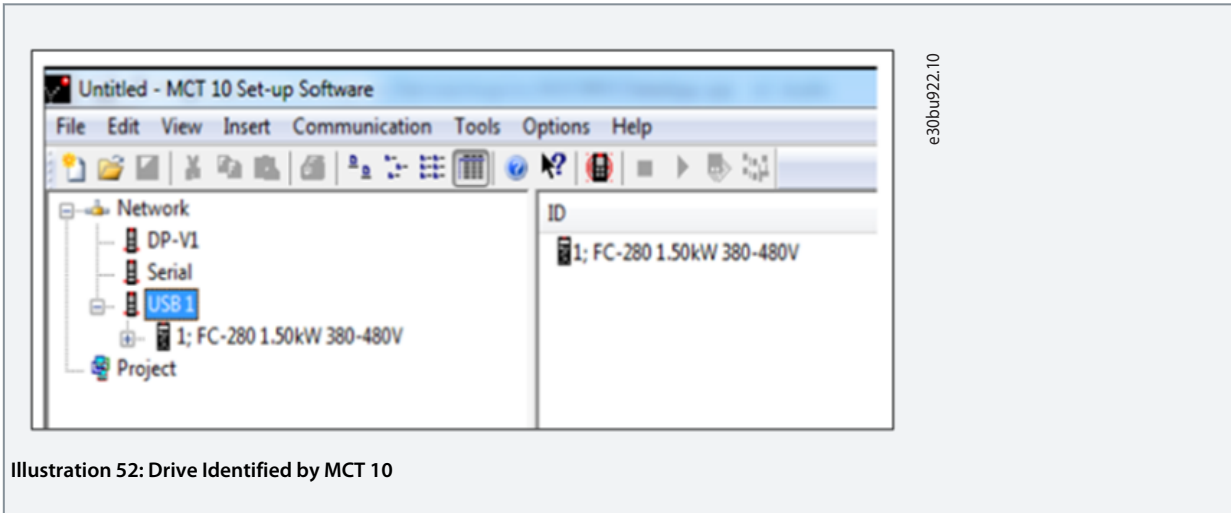 Untitled - MCT 10 Set-up Software
File Edit View Insert Communication Tools Options Help
Network
DP-V1
Serial
USB 1
1; FC-280 1.50kW 380-480V
Project
ID
1; FC-280 1.50kW 380-480V
e30bu922.10
Illustration 52: Drive Identified by MCT 10